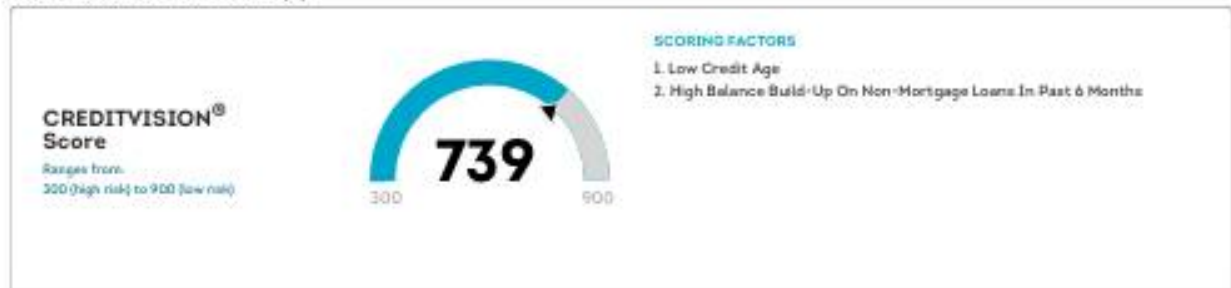 SCORING FACTORS
1. Low Credit Age
2. High Balance Build-Up On Non-Mortgage Loans In Past 6 Months
CREDITVISION®
Score
Ranges from
300 (high risk) to 900 (low risk)
739
300
900